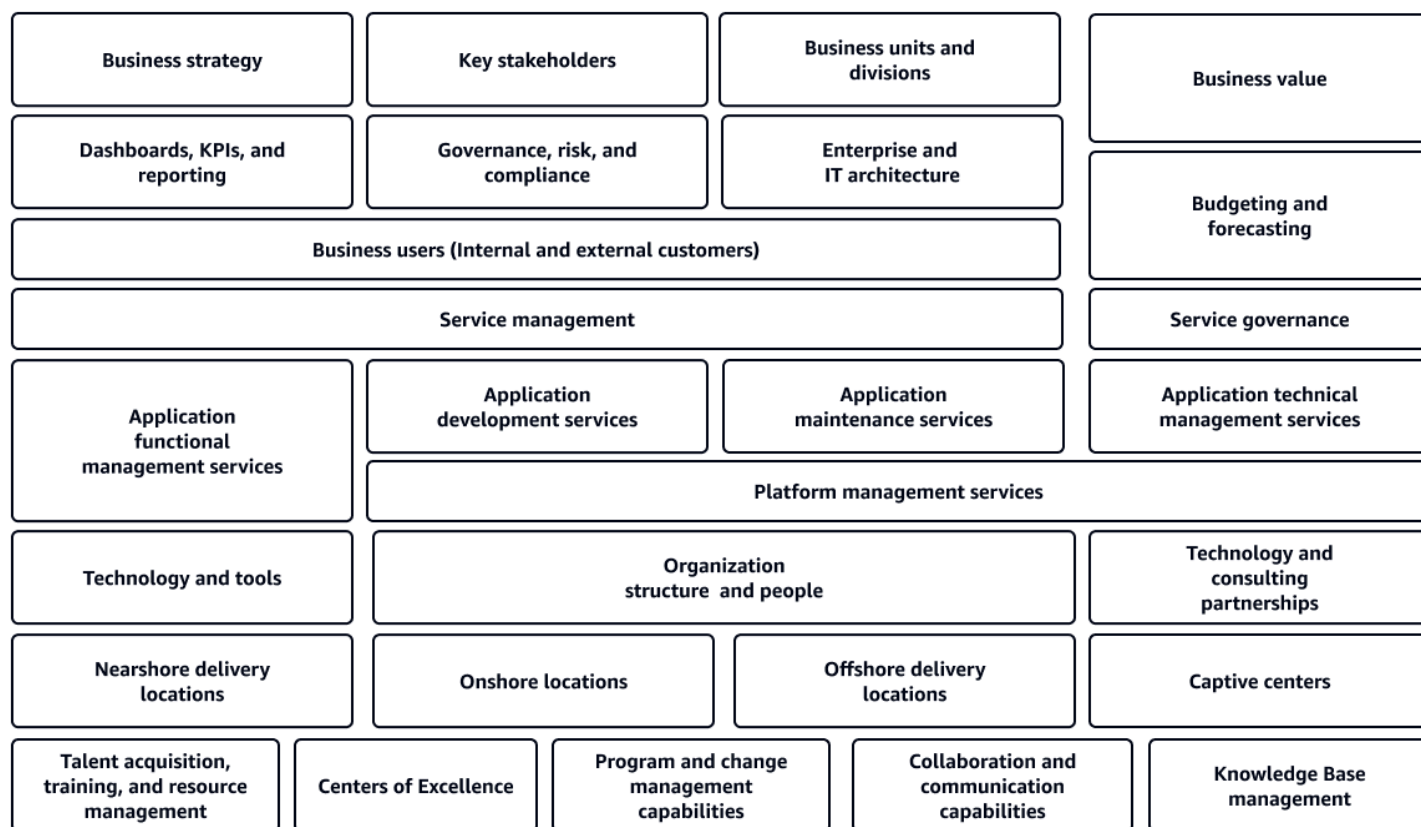 Business strategy
Key stakeholders
Business units and
divisions
Business value
Dashboards, KPIs, and
reporting
Governance, risk, and
compliance
Enterprise and
IT architecture
Budgeting and
forecasting
Business users (Internal and external customers)
Service management
Service governance
Application
functional
management services
Application
development services
Application
maintenance services
Application technical
management services
Platform management services
Technology and tools
Organization
structure and people
Technology and
consulting
partnerships
Nearshore delivery
locations
Onshore locations
Offshore delivery
locations
Captive centers
Talent acquisition,
training, and resource
management
Centers of Excellence
Program and change
management
capabilities
Collaboration and
communication
capabilities
Knowledge Base
management